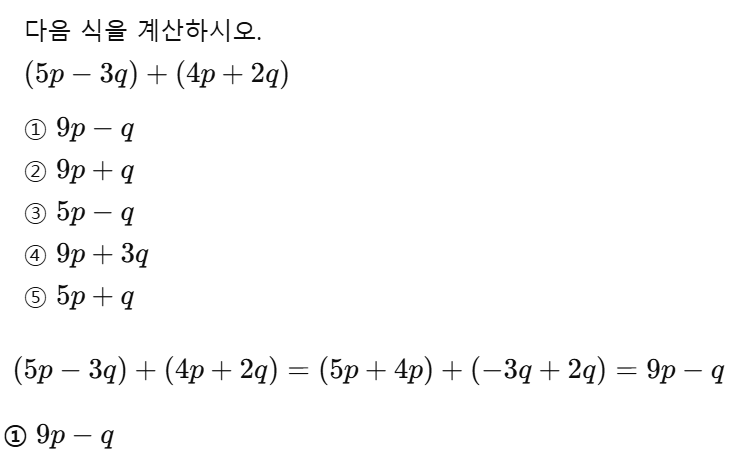 다음 식을 계산하시오.
(5p − 3q) + (4p + 2q)
① 9p − q
② 9p + q
③ 5p − q
④ 9p + 3q
⑤ 5p + q
(5p − 3q) + (4p + 2q) = (5p + 4p) + (−3q + 2q) = 9p − q
① 9p − q